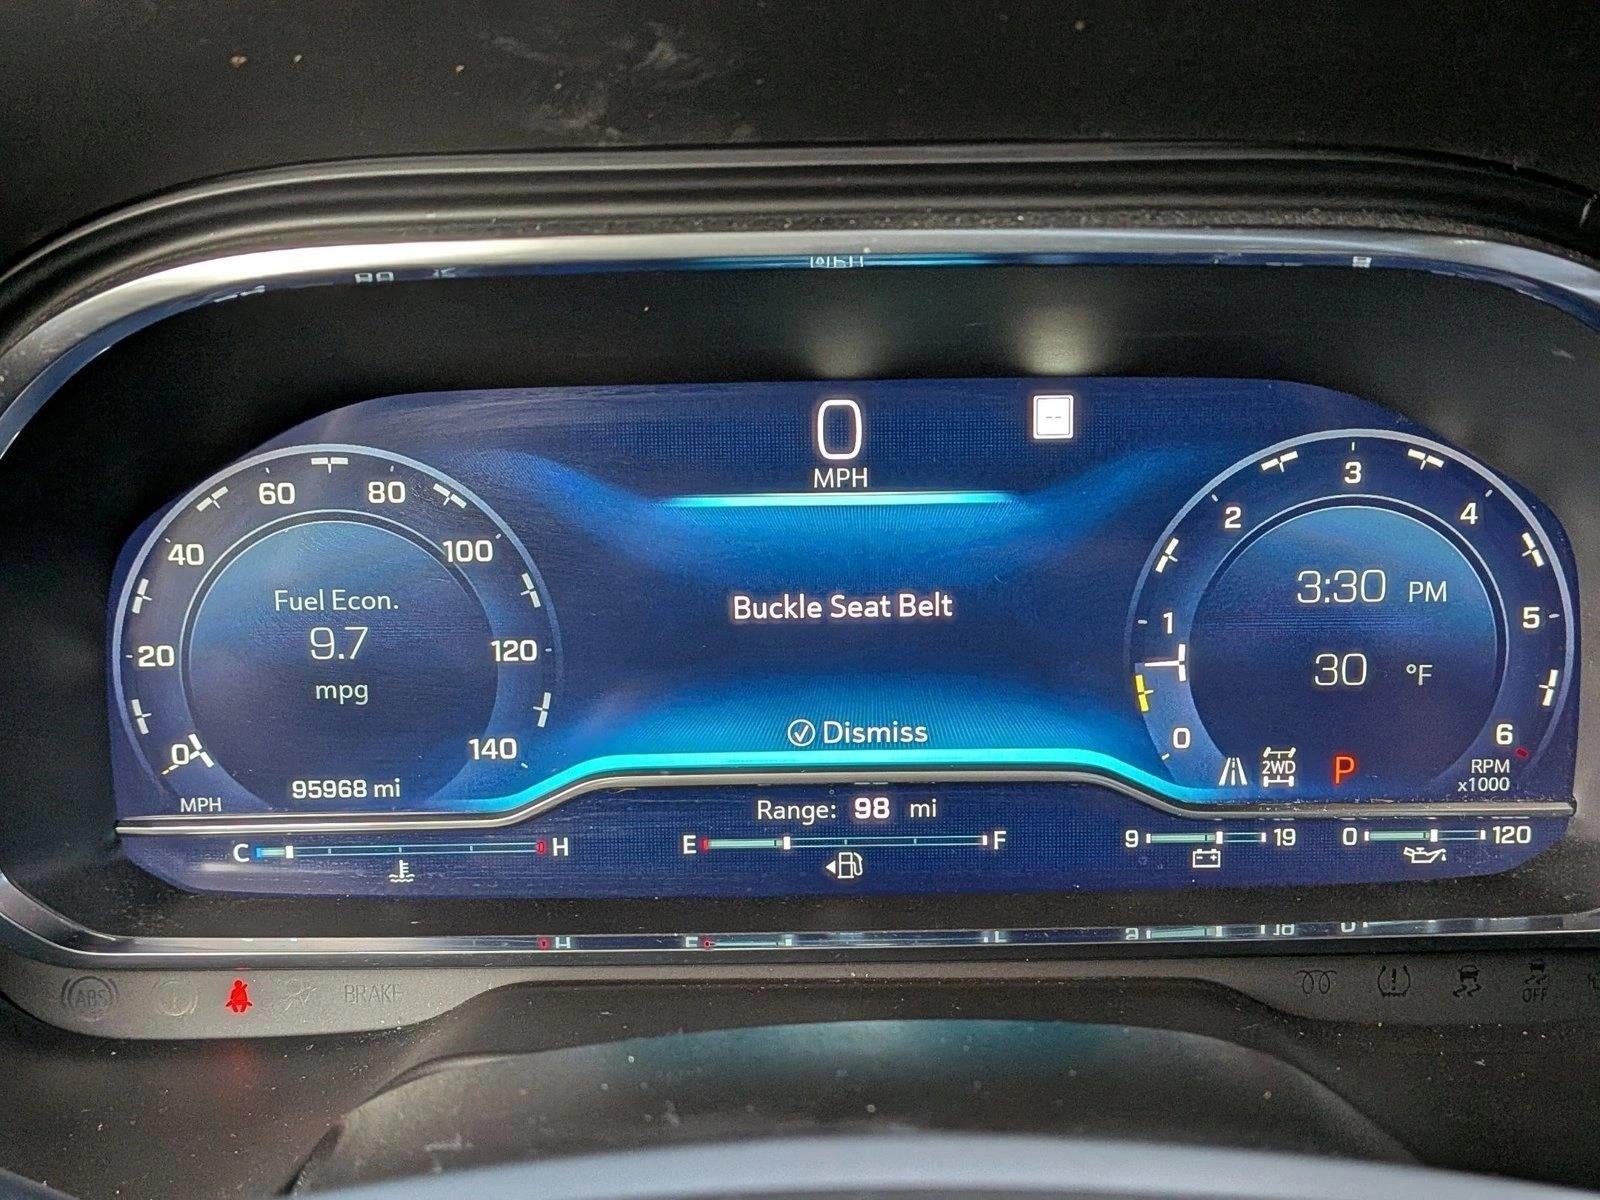 0
MPH
--
60 80
40 100
20 120
0 140
MPH
Fuel Econ.
9.7
mpg
95968 mi
Buckle Seat Belt
Dismiss
3
2 4
1 5
0 6
3:30 PM
30 °F
2WD
P
RPM
x1000
Range: 98 mi
C H
E F
9 19
0 120
ABS
BRAKE
OFF